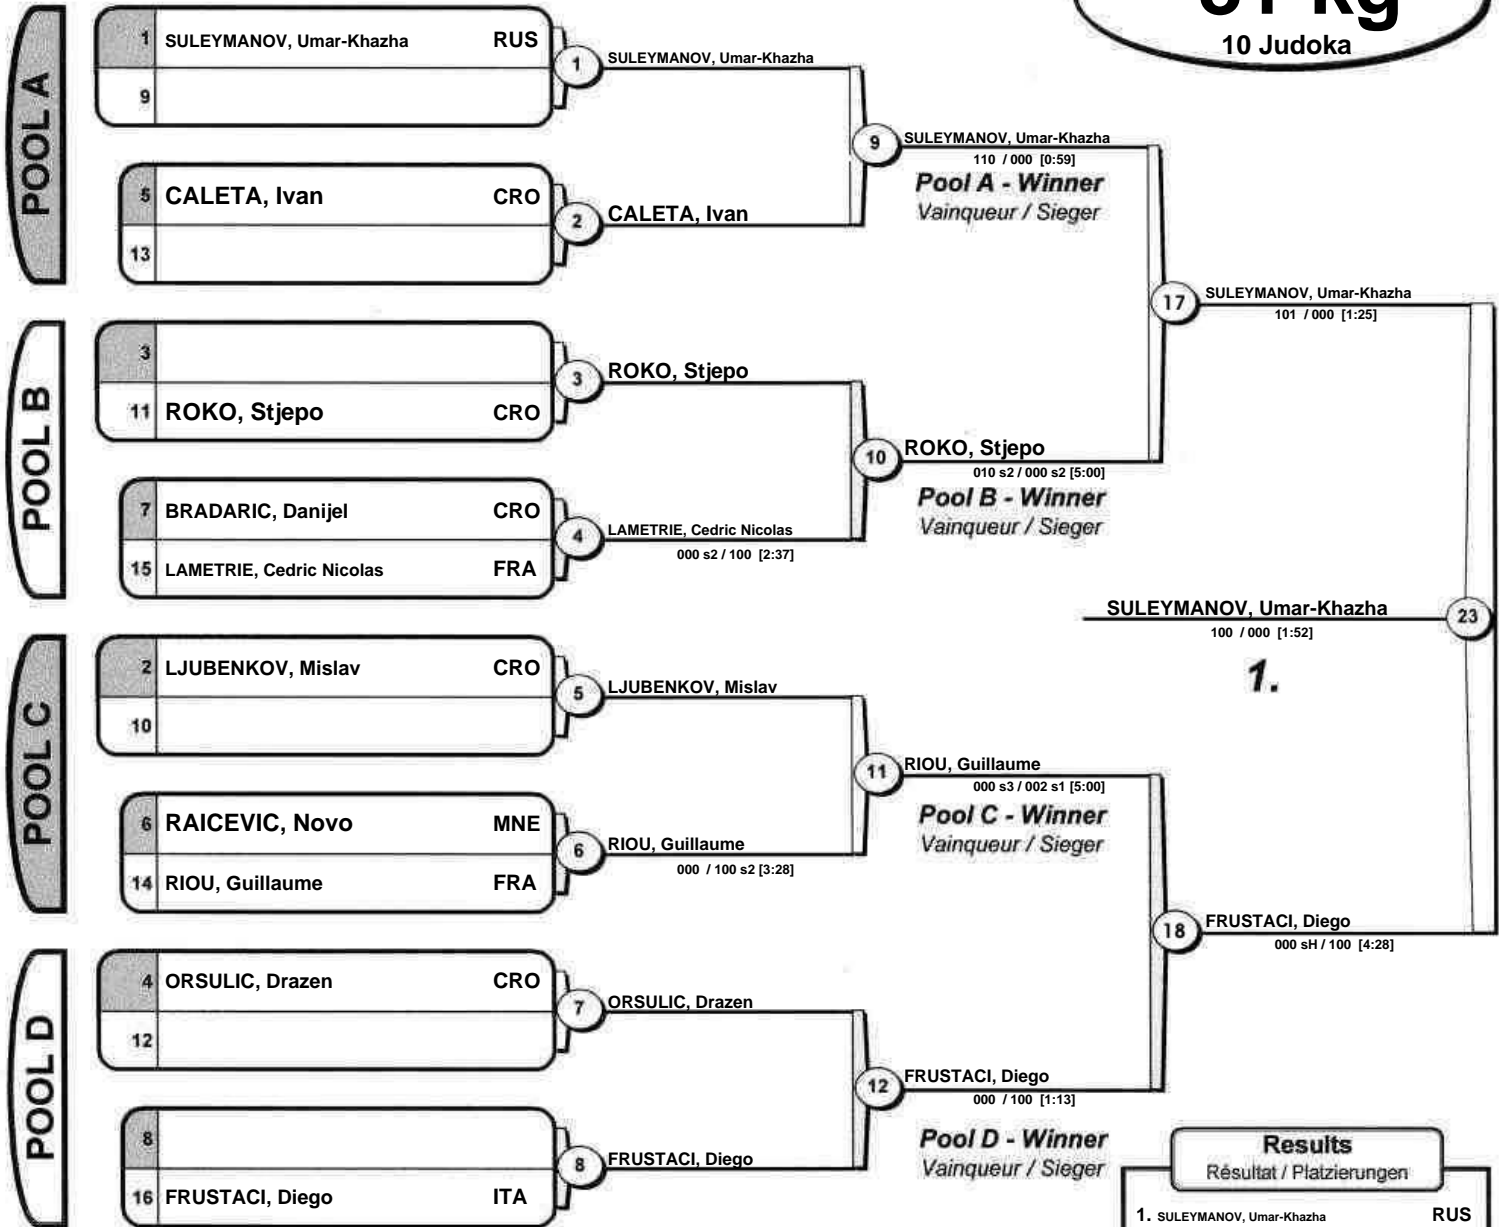 10 Judoka
POOL A
1 SULEYMANOV, Umar-Khazha RUS
9
1 SULEYMANOV, Umar-Khazha
5 CALETA, Ivan CRO
13
2 CALETA, Ivan
9 SULEYMANOV, Umar-Khazha
110 / 000 [0:59]
Pool A - Winner
Vainqueur / Sieger
POOL B
3
11 ROKO, Stjepo CRO
3 ROKO, Stjepo
7 BRADARIC, Danijel CRO
15 LAMETRIE, Cedric Nicolas FRA
4 LAMETRIE, Cedric Nicolas
000 s2 / 100 [2:37]
10 ROKO, Stjepo
010 s2 / 000 s2 [5:00]
Pool B - Winner
Vainqueur / Sieger
17 SULEYMANOV, Umar-Khazha
101 / 000 [1:25]
SULEYMANOV, Umar-Khazha 23
100 / 000 [1:52]
1.
POOL C
2 LJUBENKOV, Mislav CRO
10
5 LJUBENKOV, Mislav
6 RAICEVIC, Novo MNE
14 RIOU, Guillaume FRA
6 RIOU, Guillaume
000 / 100 s2 [3:28]
11 RIOU, Guillaume
000 s3 / 002 s1 [5:00]
Pool C - Winner
Vainqueur / Sieger
18 FRUSTACI, Diego
000 sH / 100 [4:28]
POOL D
4 ORSULIC, Drazen CRO
12
7 ORSULIC, Drazen
8
16 FRUSTACI, Diego ITA
8 FRUSTACI, Diego
12 FRUSTACI, Diego
000 / 100 [1:13]
Pool D - Winner
Vainqueur / Sieger
Results
Résultat / Platzierungen
1. SULEYMANOV, Umar-Khazha RUS